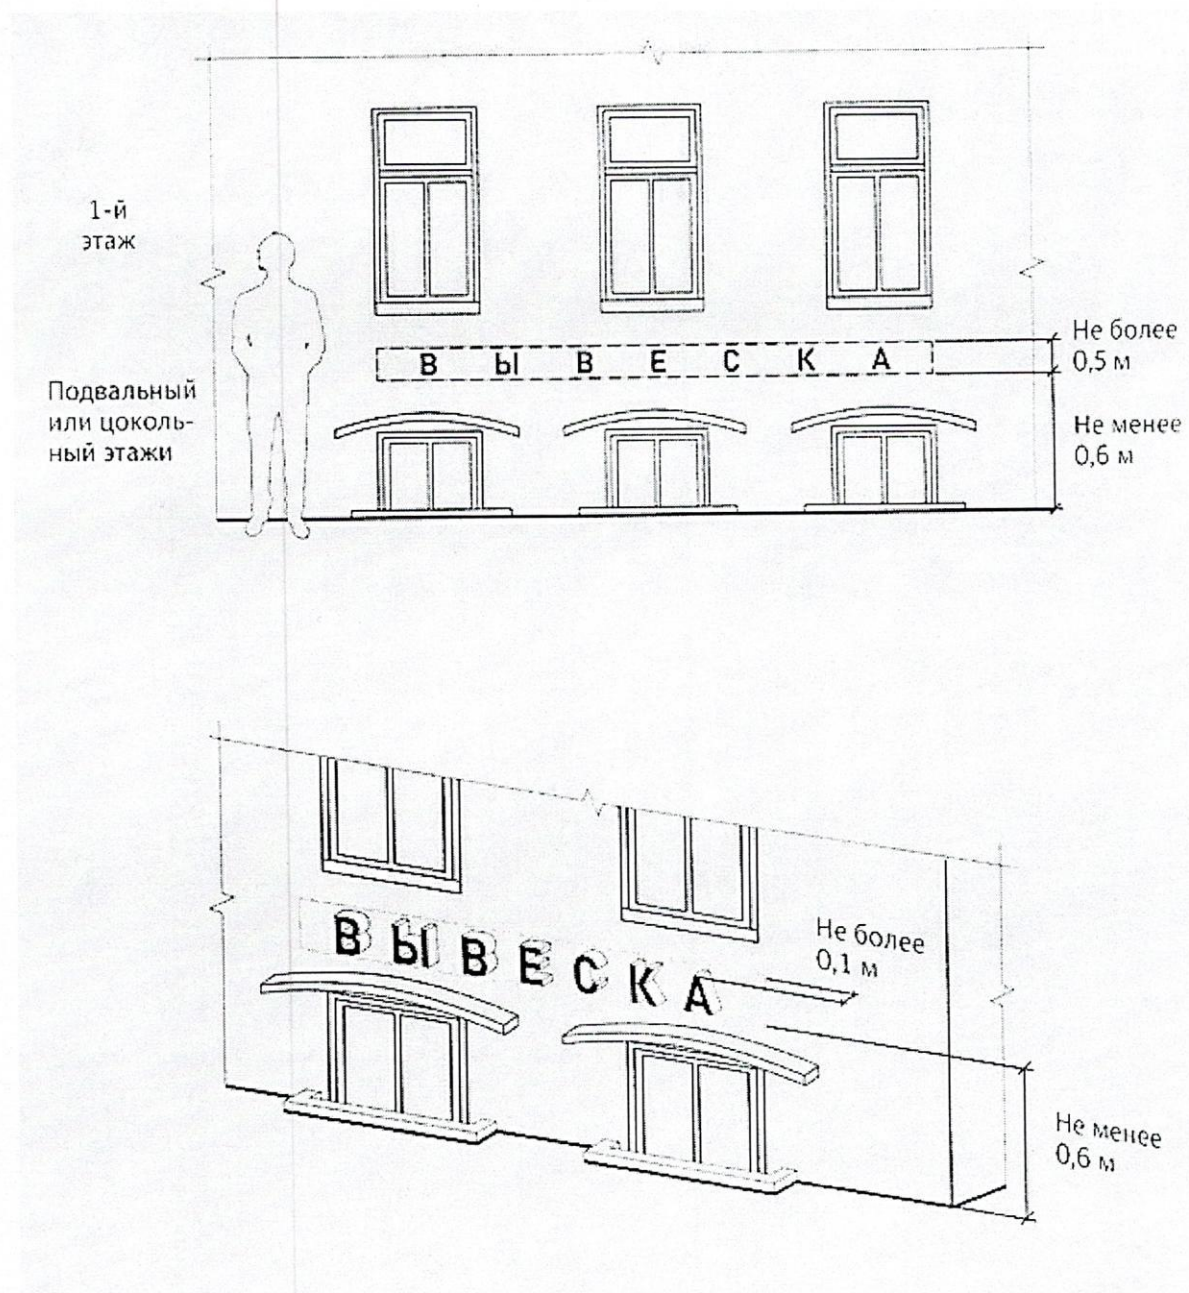 1-й
этаж
Не более
0,5 м
В Ы В Е С К А
Подвальный
или цоколь-
ный этажи
Не менее
0,6 м
ВЫВЕСКА
Не более
0,1 м
Не менее
0,6 м